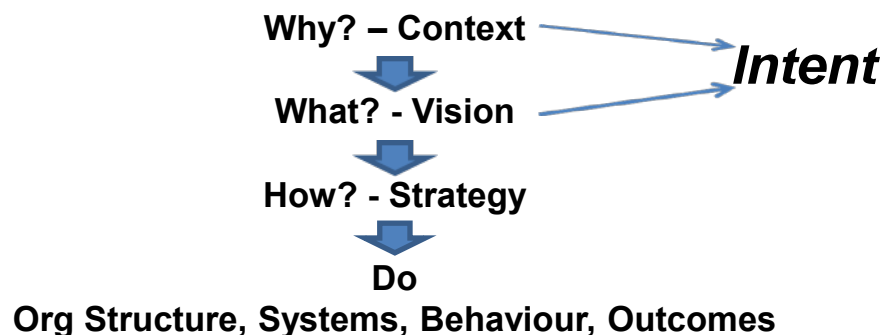 Why? – Context
Intent
What? - Vision
How? - Strategy
Do
Org Structure, Systems, Behaviour, Outcomes